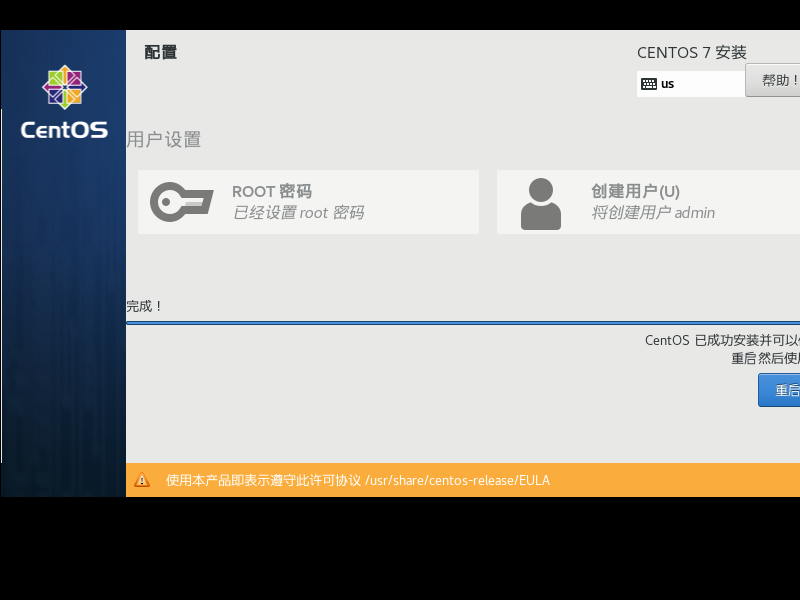 配置
CENTOS 7 安装
us
帮助！
CentOS
用户设置
ROOT 密码
已经设置 root 密码
创建用户(U)
将创建用户 admin
完成！
CentOS 已成功安装并可以
重启然后使
重启
使用本产品即表示遵守此许可协议 /usr/share/centos-release/EULA